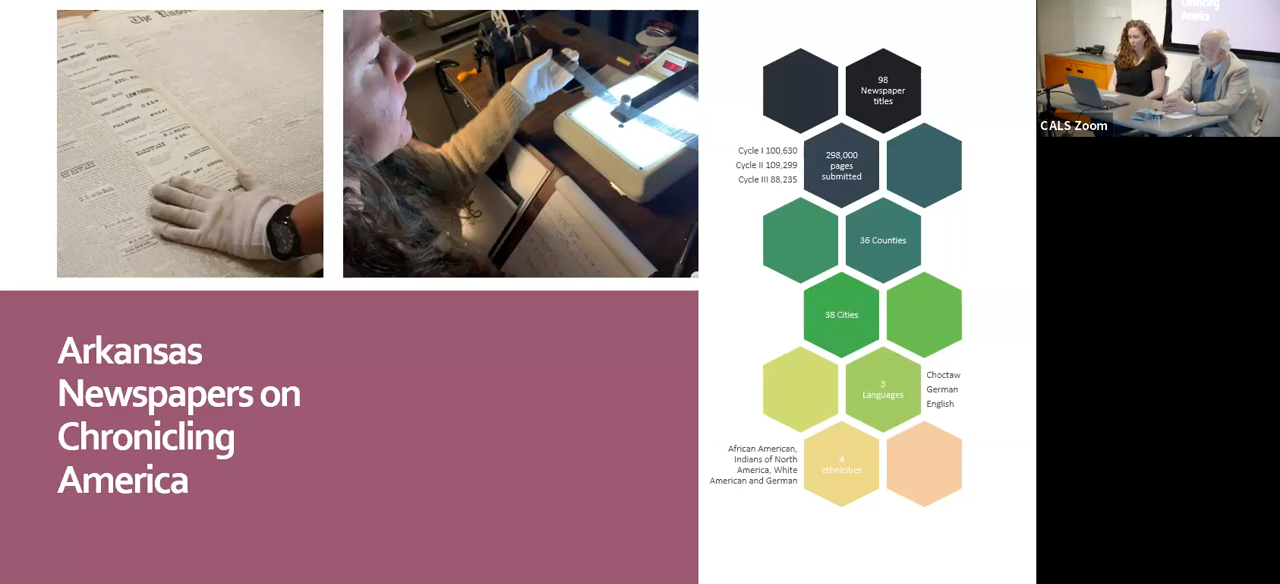 Arkansas
Newspapers on
Chronicling
America
98
Newspaper
titles
Cycle I 100,630
Cycle II 109,299
Cycle III 88,235
298,000
pages
submitted
36 Counties
38 Cities
3
Languages
Choctaw
German
English
African American,
Indians of North
America, White
American and German
4
ethnicities
Chronicling
America
CALS Zoom